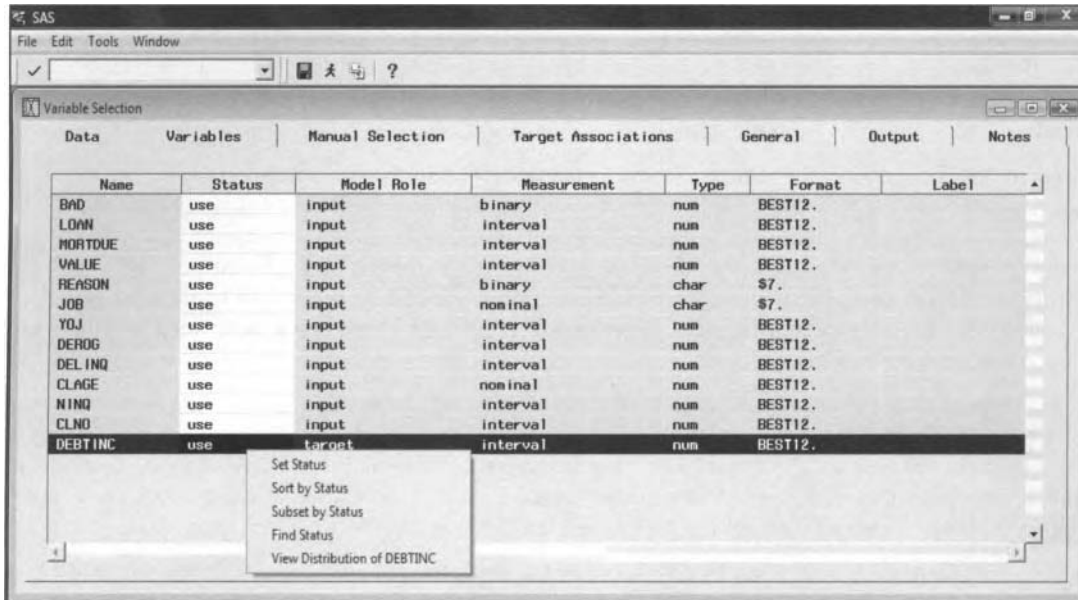 SAS
File Edit Tools Window
?
Variable Selection
Data Variables Manual Selection Target Associations General Output Notes
Name Status Model Role Measurement Type Format Label
BAD use input binary num BEST12.
LOAN use input interval num BEST12.
MORTDUE use input interval num BEST12.
VALUE use input interval num BEST12.
REASON use input binary char $7.
JOB use input nominal char $7.
YOJ use input interval num BEST12.
DEROG use input interval num BEST12.
DELINQ use input interval num BEST12.
CLAGE use input nominal num BEST12.
NINQ use input interval num BEST12.
CLNO use input interval num BEST12.
DEBTINC use target interval num BEST12.
Set Status
Sort by Status
Subset by Status
Find Status
View Distribution of DEBTINC